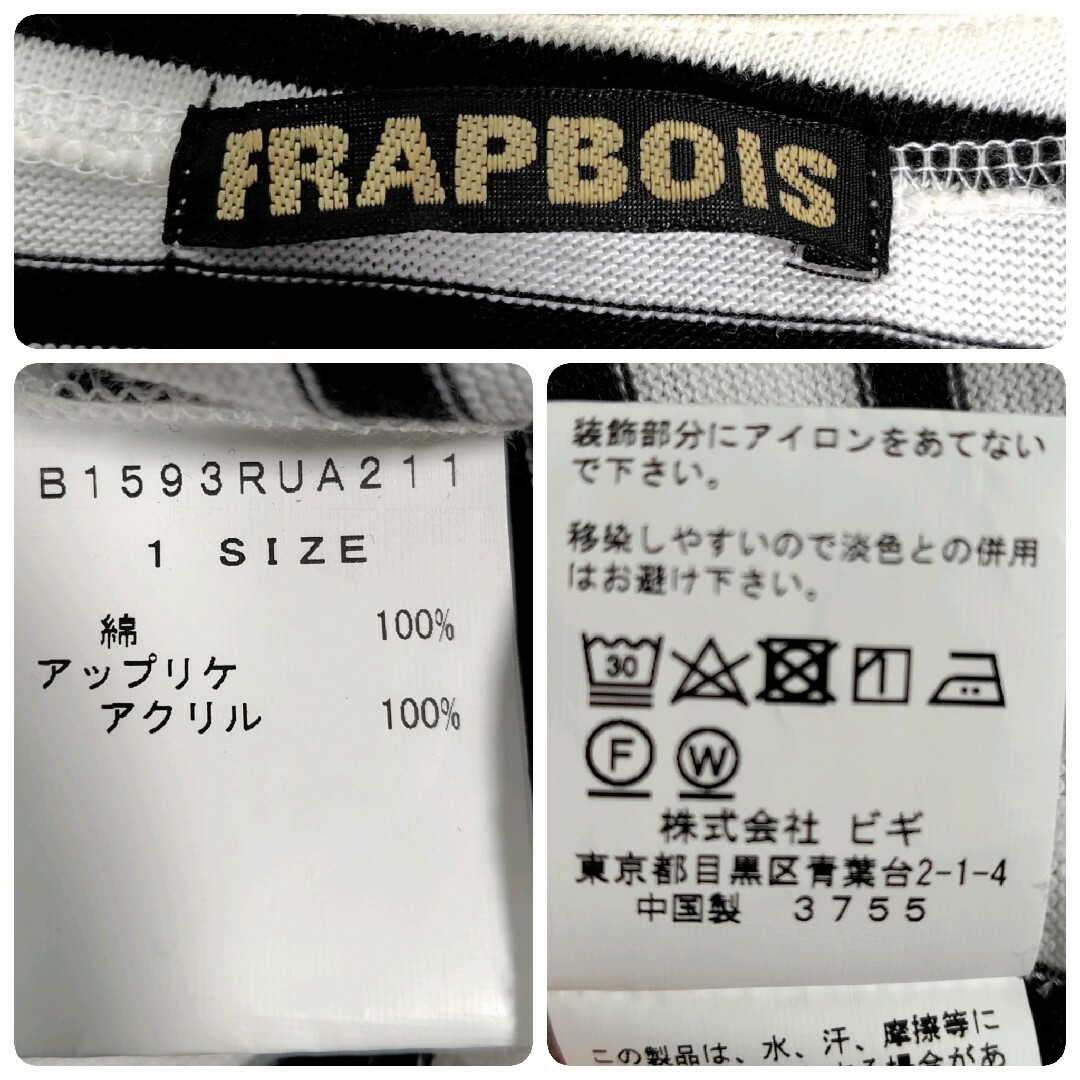 FRAPBOIS
B1593RUA211
1 SIZE
綿 100%
アップリケ
アクリル 100%
装飾部分にアイロンをあてない
で下さい。
移染しやすいので淡色との併用
はお避け下さい。
30
F W
株式会社 ビギ
東京都目黒区青葉台2-1-4
中国製 3755
この製品は、水、汗、摩擦等に